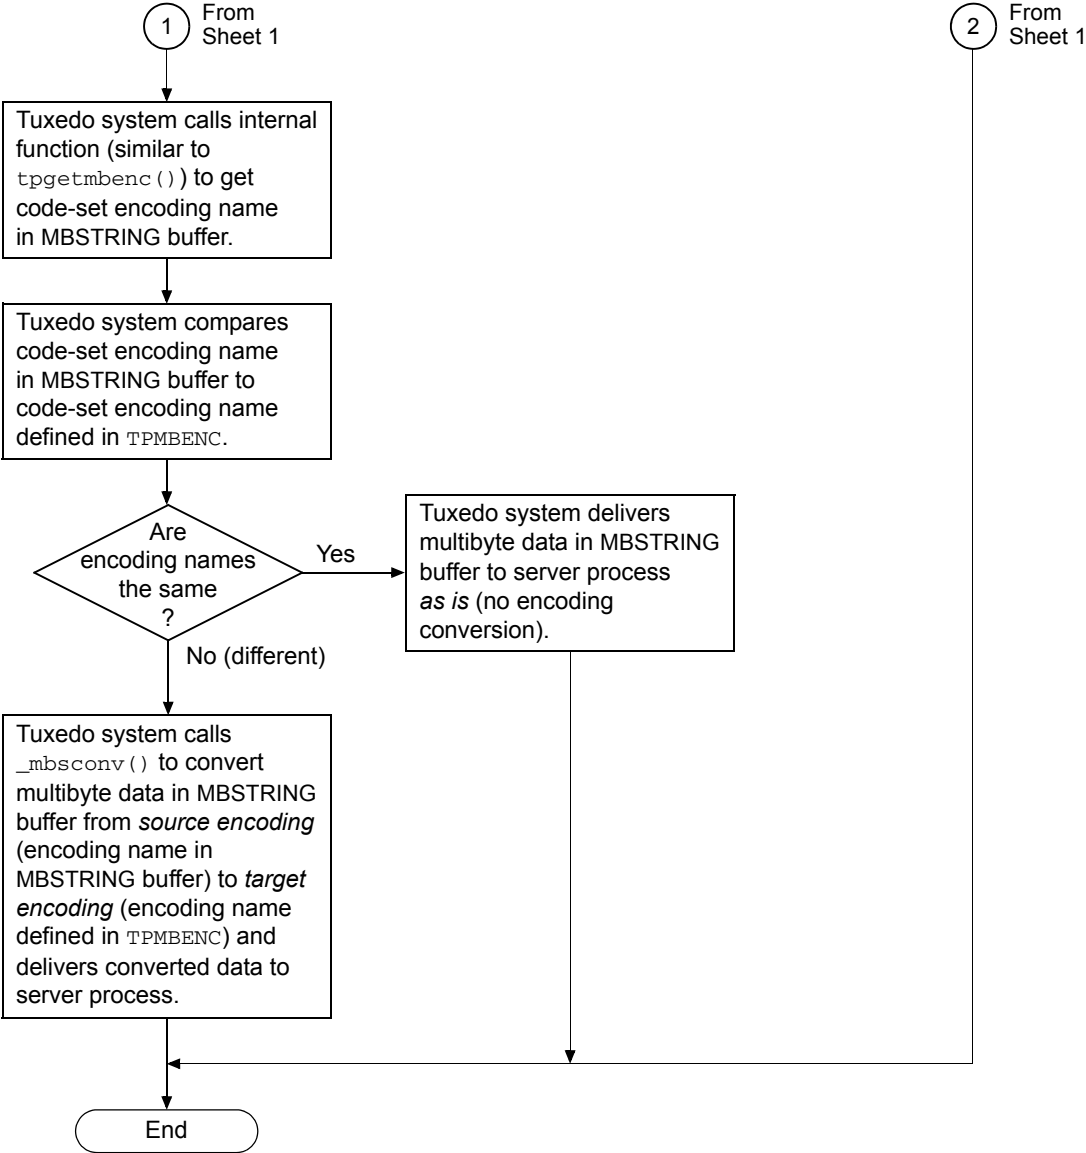 1
From
Sheet 1
2
From
Sheet 1
Tuxedo system calls internal
function (similar to
tpgetmbenc()) to get
code-set encoding name
in MBSTRING buffer.
Tuxedo system compares
code-set encoding name
in MBSTRING buffer to
code-set encoding name
defined in TPMBENC.
Are
encoding names
the same
?
Yes
Tuxedo system delivers
multibyte data in MBSTRING
buffer to server process
as is (no encoding
conversion).
No (different)
Tuxedo system calls
_mbsconv() to convert
multibyte data in MBSTRING
buffer from source encoding
(encoding name in
MBSTRING buffer) to target
encoding (encoding name
defined in TPMBENC) and
delivers converted data to
server process.
End